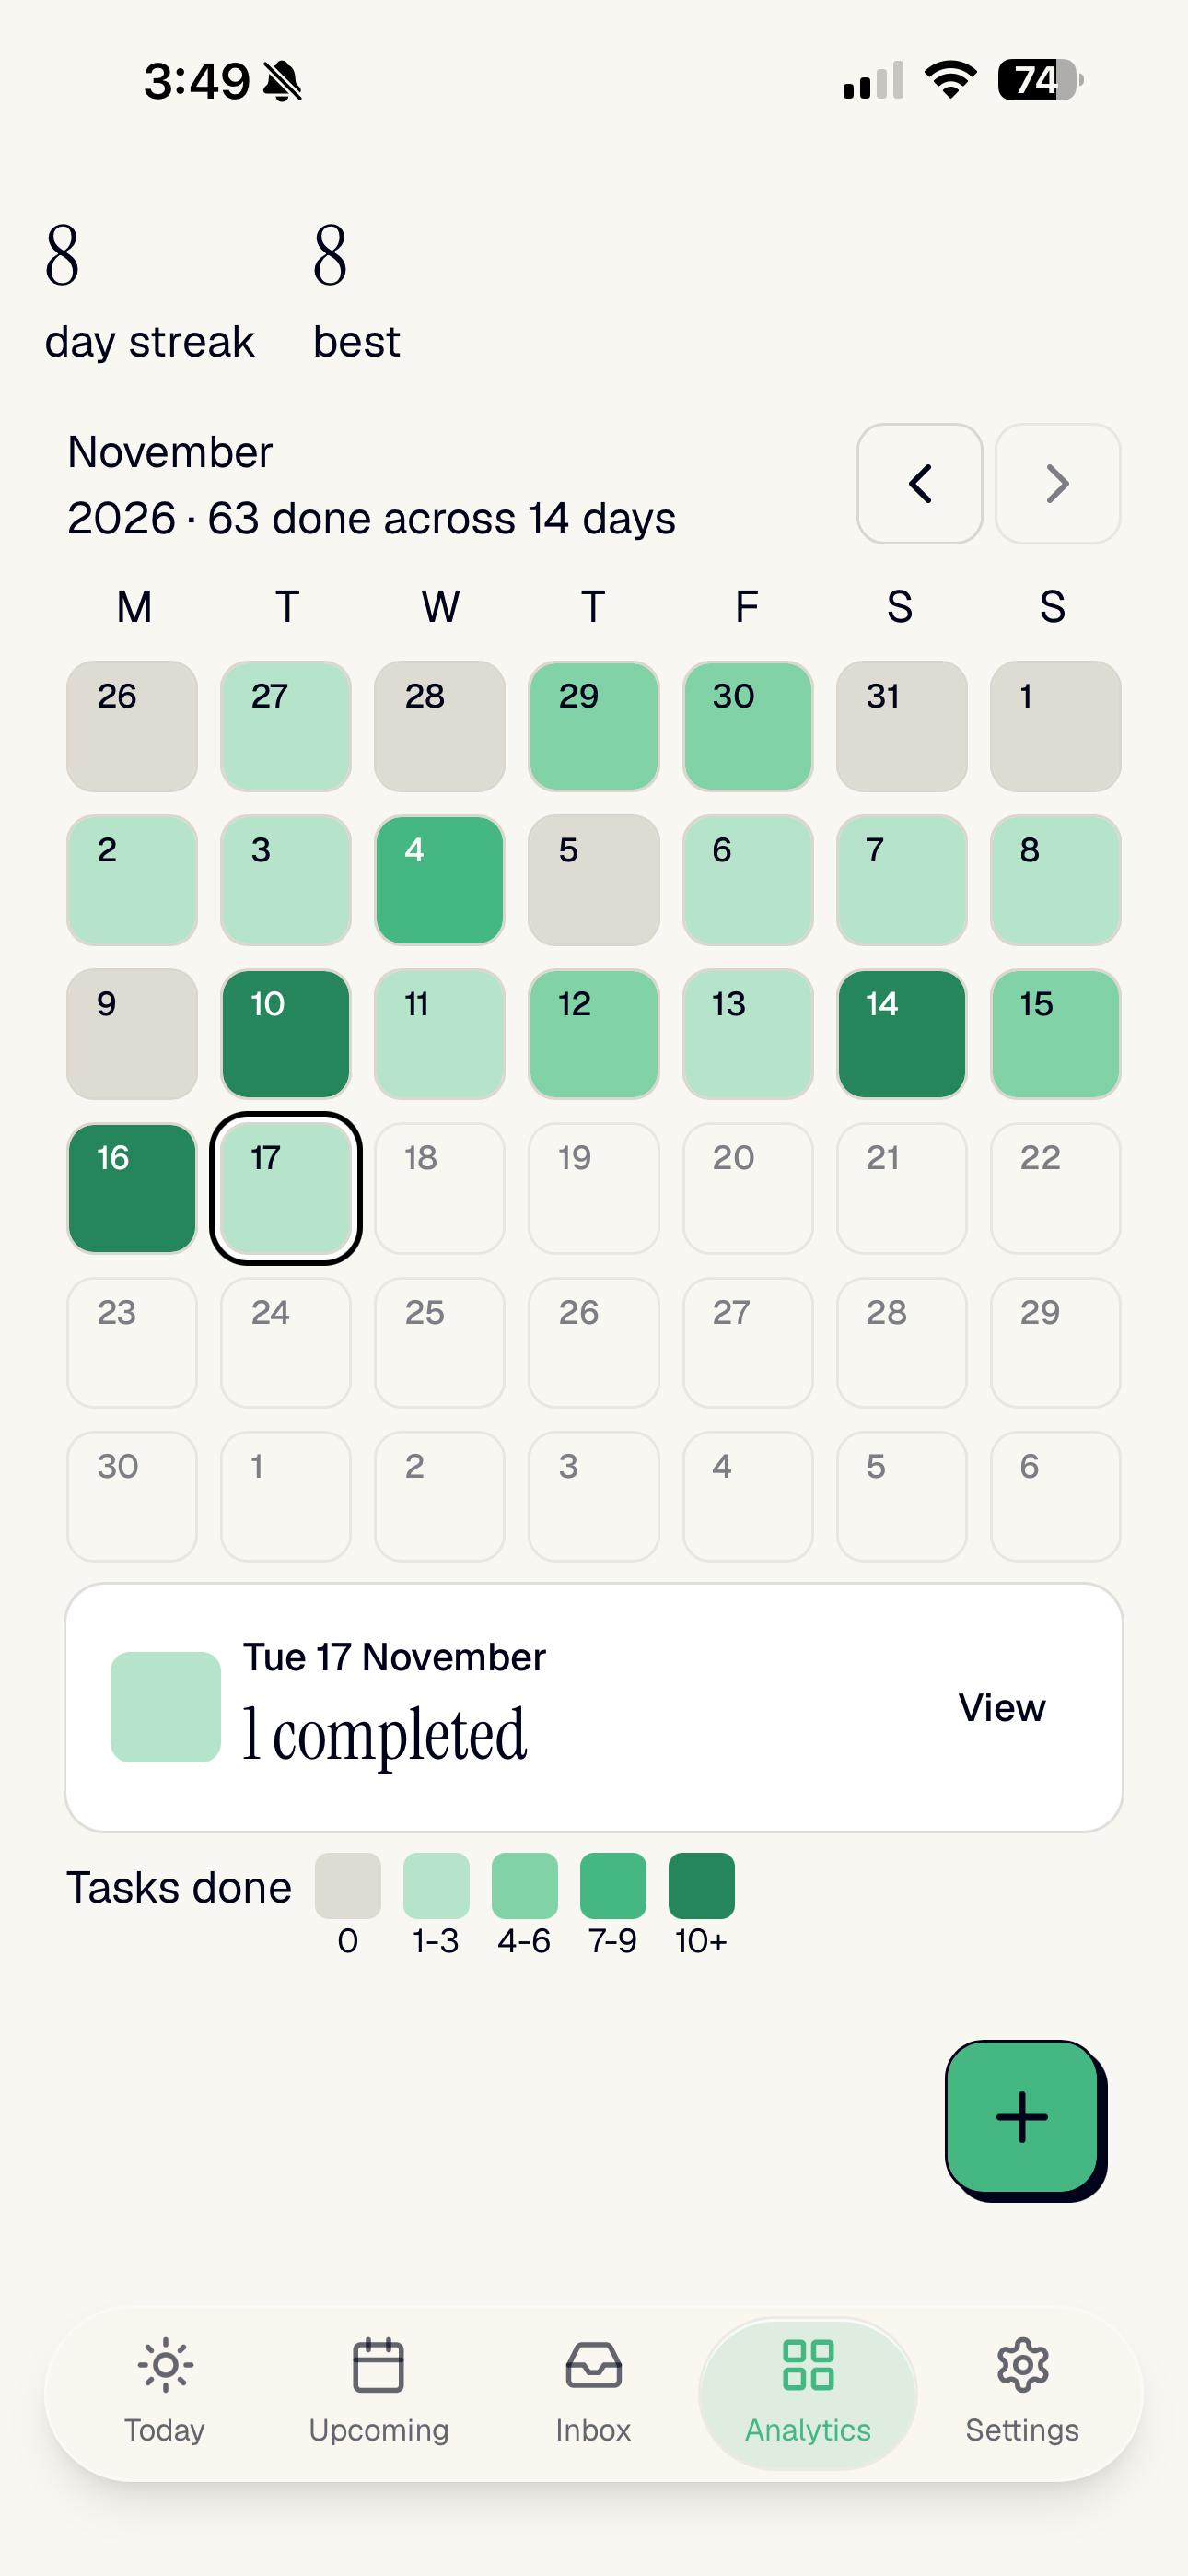 3:49
74
8 8
day streak best
November
2026 · 63 done across 14 days
M T W T F S S
26 27 28 29 30 31 1
2 3 4 5 6 7 8
9 10 11 12 13 14 15
16 17 18 19 20 21 22
23 24 25 26 27 28 29
30 1 2 3 4 5 6
Tue 17 November
1 completed
View
Tasks done
0 1-3 4-6 7-9 10+
Today Upcoming Inbox Analytics Settings